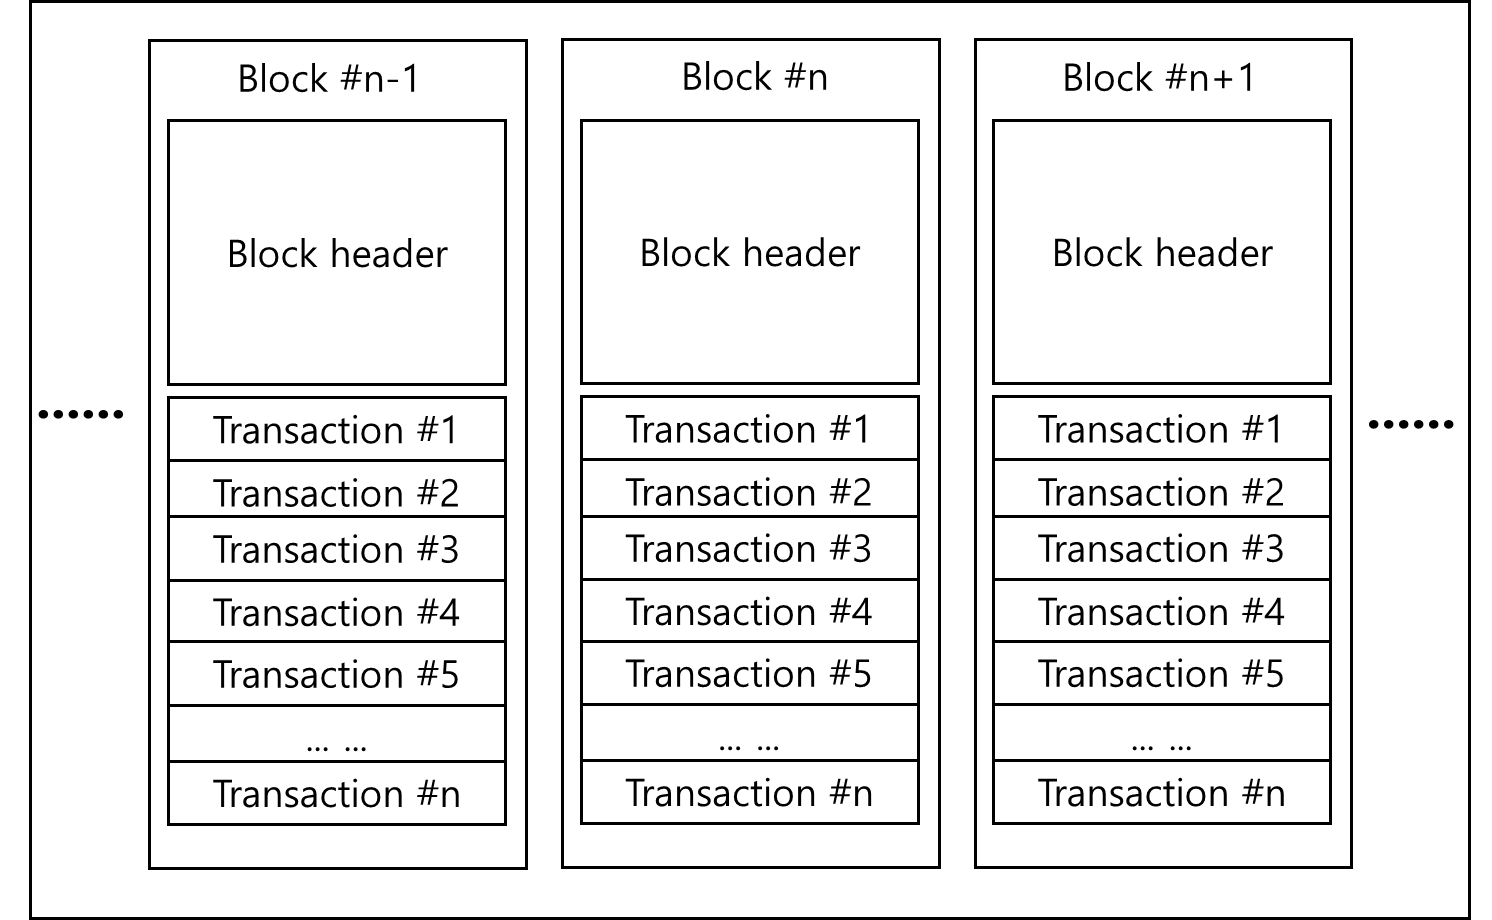 Block #n-1
Block header
Transaction #1
Transaction #2
Transaction #3
Transaction #4
Transaction #5
... ...
Transaction #n
Block #n
Block header
Transaction #1
Transaction #2
Transaction #3
Transaction #4
Transaction #5
... ...
Transaction #n
Block #n+1
Block header
Transaction #1
Transaction #2
Transaction #3
Transaction #4
Transaction #5
... ...
Transaction #n